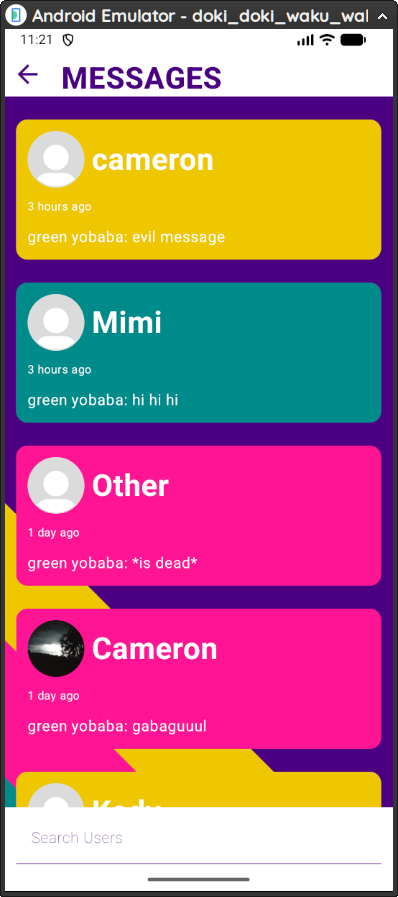 Android Emulator - doki_doki_waku_wal
11:21
MESSAGES
cameron
3 hours ago
green yobaba: evil message
Mimi
3 hours ago
green yobaba: hi hi hi
Other
1 day ago
green yobaba: *is dead*
Cameron
1 day ago
green yobaba: gabaguuul
Search Users